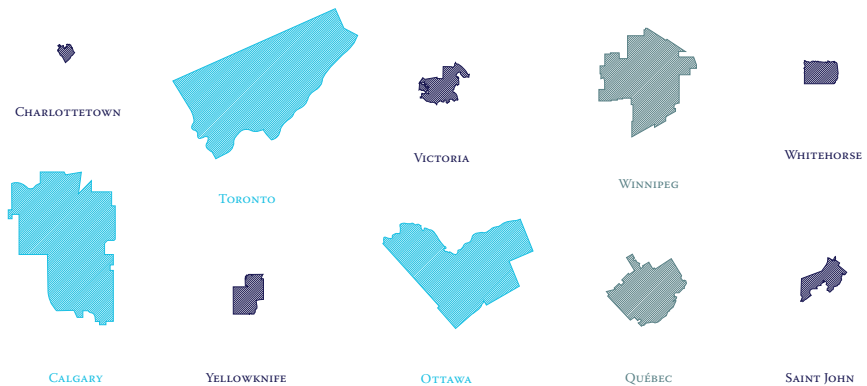 Charlottetown
Toronto
Victoria
Winnipeg
Whitehorse
Calgary
Yellowknife
Ottawa
Québec
Saint John